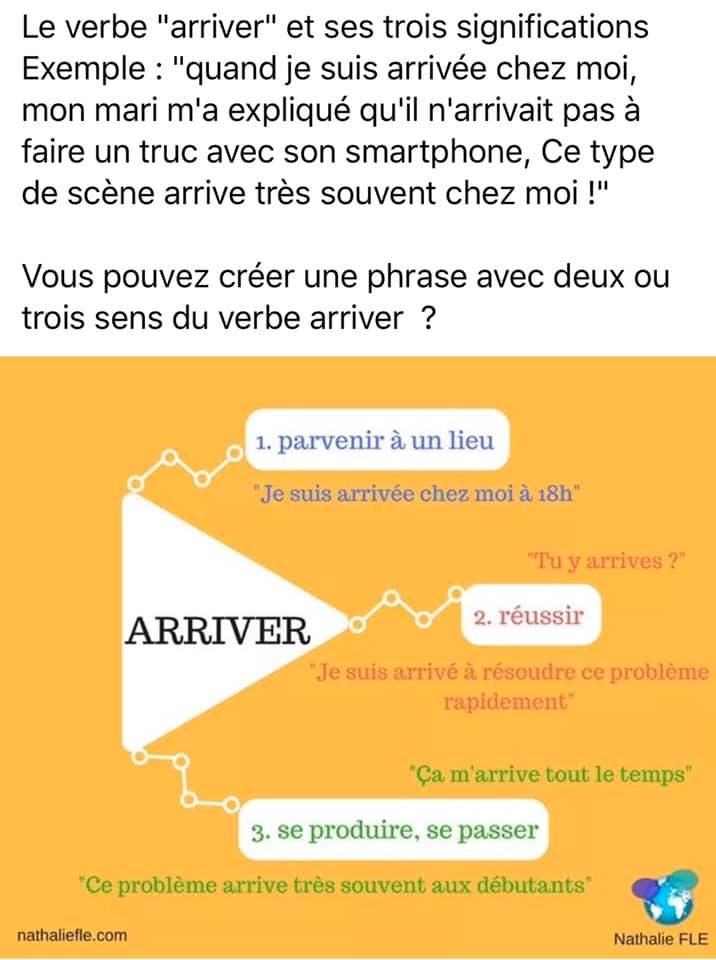 Le verbe "arriver" et ses trois significations
Exemple : "quand je suis arrivée chez moi,
mon mari m'a expliqué qu'il n'arrivait pas à
faire un truc avec son smartphone, Ce type
de scène arrive très souvent chez moi !"
Vous pouvez créer une phrase avec deux ou
trois sens du verbe arriver  ?
1. parvenir à un lieu
"Je suis arrivée chez moi à 18h"
"Tu y arrives ?"
ARRIVER
2. réussir
"Je suis arrivé à résoudre ce problème
rapidement"
"Ça m'arrive tout le temps"
3. se produire, se passer
"Ce problème arrive très souvent aux débutants"
nathaliefle.com
Nathalie FLE